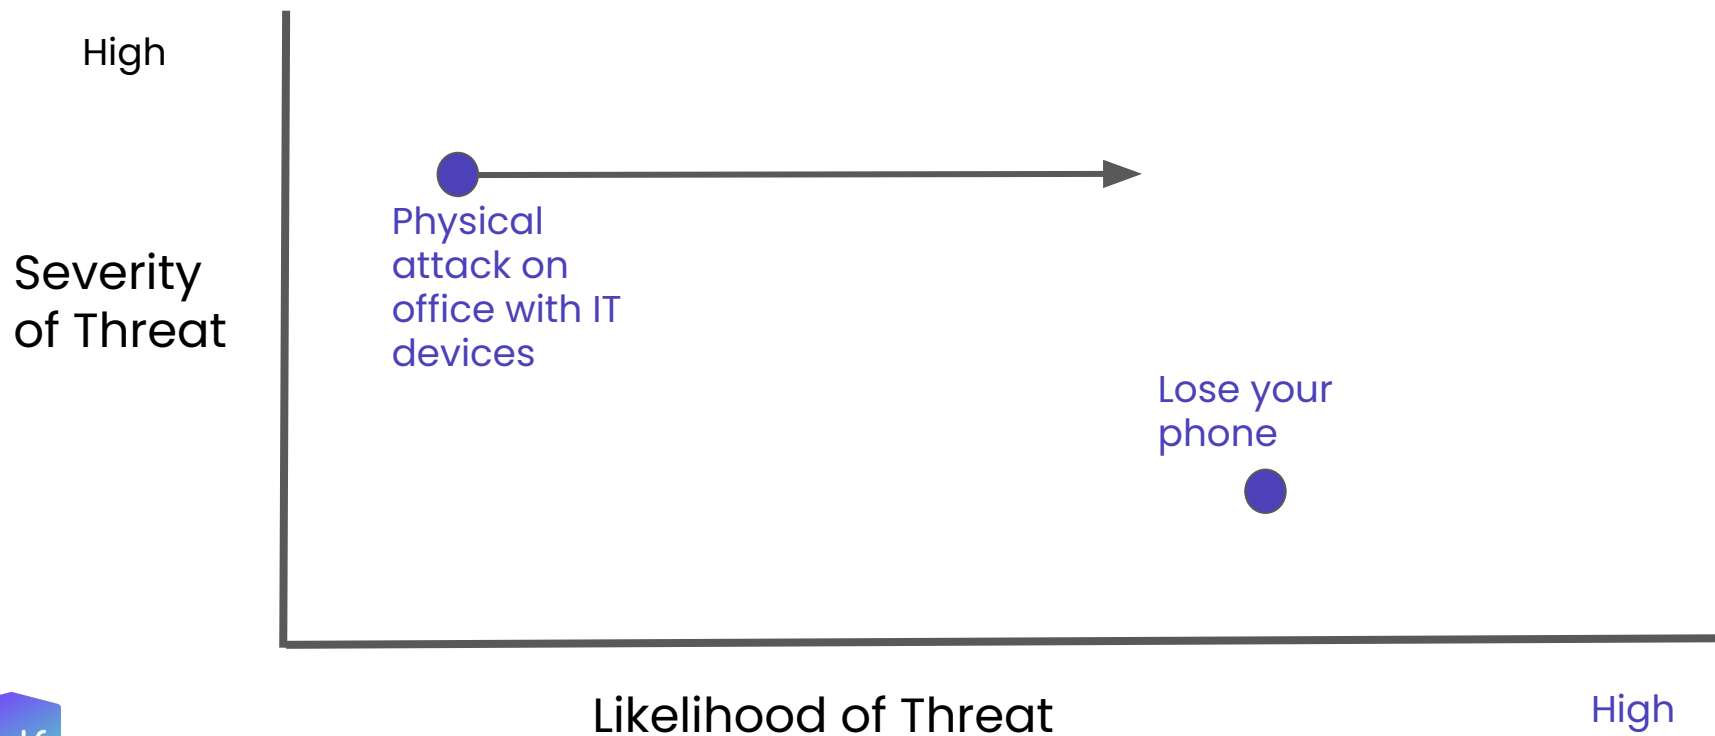 High
Physical
attack on
office with IT
devices
Severity
of Threat
Lose your
phone
Likelihood of Threat
High